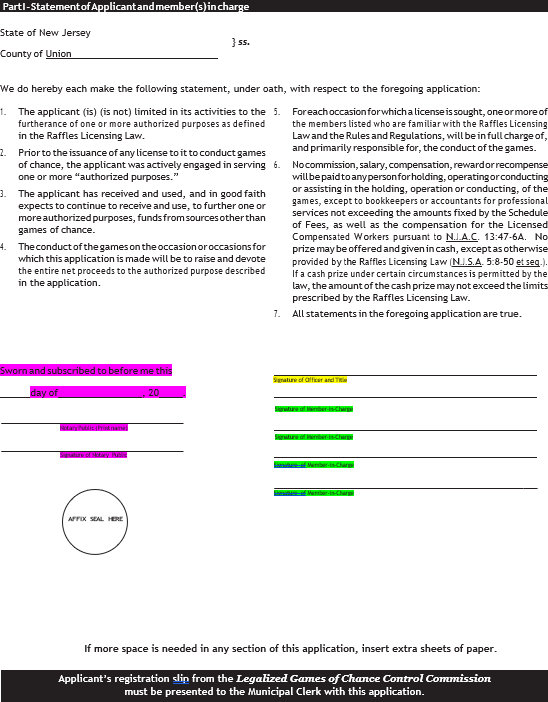 Part I - Statement of Applicant and member(s) in charge
State of New Jersey
} ss.
County of Union
We do hereby each make the following statement, under oath, with respect to the foregoing application:
1. The applicant (is) (is not) limited in its activities to the
furtherance of one or more authorized purposes as defined
in the Raffles Licensing Law.
2. Prior to the issuance of any license to it to conduct games
of chance, the applicant was actively engaged in serving
one or more “authorized purposes.”
3. The applicant has received and used, and in good faith
expects to continue to receive and use, to further one or
more authorized purposes, funds from sources other than
games of chance.
4. The conduct of the games on the occasion or occasions for
which this application is made will be to raise and devote
the entire net proceeds to the authorized purpose described
in the application.
5. For each occasion for which a license is sought, one or more of
the members listed who are familiar with the Raffles Licensing
Law and the Rules and Regulations, will be in full charge of,
and primarily responsible for, the conduct of the games.
6. No commission, salary, compensation, reward or recompense
will be paid to any person for holding, operating or conducting
or assisting in the holding, operation or conducting, of the
games, except to bookkeepers or accountants for professional
services not exceeding the amounts fixed by the Schedule
of Fees, as well as the compensation for the Licensed
Compensated Workers pursuant to N.J.A.C. 13:47-6A. No
prize may be offered and given in cash, except as otherwise
provided by the Raffles Licensing Law (N.J.S.A. 5:8-50 et seq.).
If a cash prize under certain circumstances is permitted by the
law, the amount of the cash prize may not exceed the limits
prescribed by the Raffles Licensing Law.
7. All statements in the foregoing application are true.
Sworn and subscribed to before me this
day of , 20
Notary Public (Print name)
Signature of Notary Public
AFFIX SEAL HERE
Signature of Officer and Title
Signature of Member-in-Charge
Signature of Member-in-Charge
Signature of Member-in-Charge
Signature of Member-in-Charge
If more space is needed in any section of this application, insert extra sheets of paper.
Applicant’s registration slip from the Legalized Games of Chance Control Commission
must be presented to the Municipal Clerk with this application.